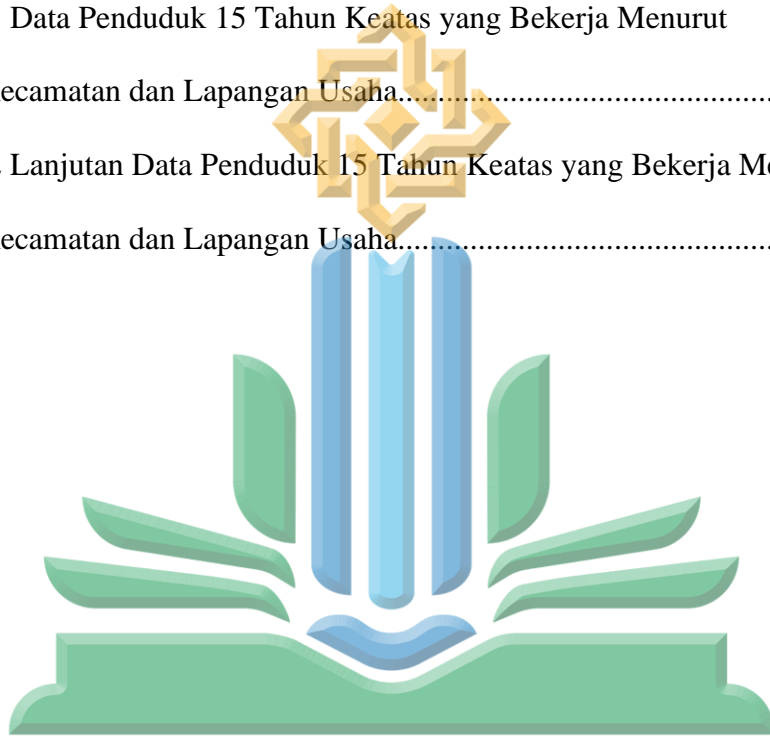 Data Penduduk 15 Tahun Keatas yang Bekerja Menurut
ecamatan dan Lapangan Usaha.............................................
Lanjutan Data Penduduk 15 Tahun Keatas yang Bekerja Me
ecamatan dan Lapangan Usaha.............................................